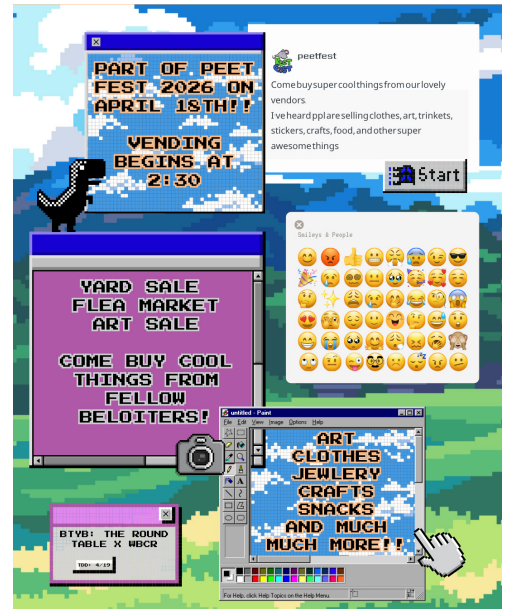 PART OF PEET
FEST 2026 ON
APRIL 18TH!!
VENDING
BEGINS AT
2:30
peetfest
Come buy super cool things from our lovely
vendors
I've heard ppl are selling clothes, art, trinkets,
stickers, crafts, food, and other super
awesome things
Start
Smileys & People
YARD SALE
FLEA MARKET
ART SALE
COME BUY COOL
THINGS FROM
FELLOW
BELOITERS!
untitled - Paint
File Edit View Image Options Help
A
ART
CLOTHES
JEWLERY
CRAFTS
SNACKS
AND MUCH
MUCH MORE!!
For Help, click Help Topics on the Help Menu.
BTYB: THE ROUND
TABLE X WBCR
TDD: 4/19